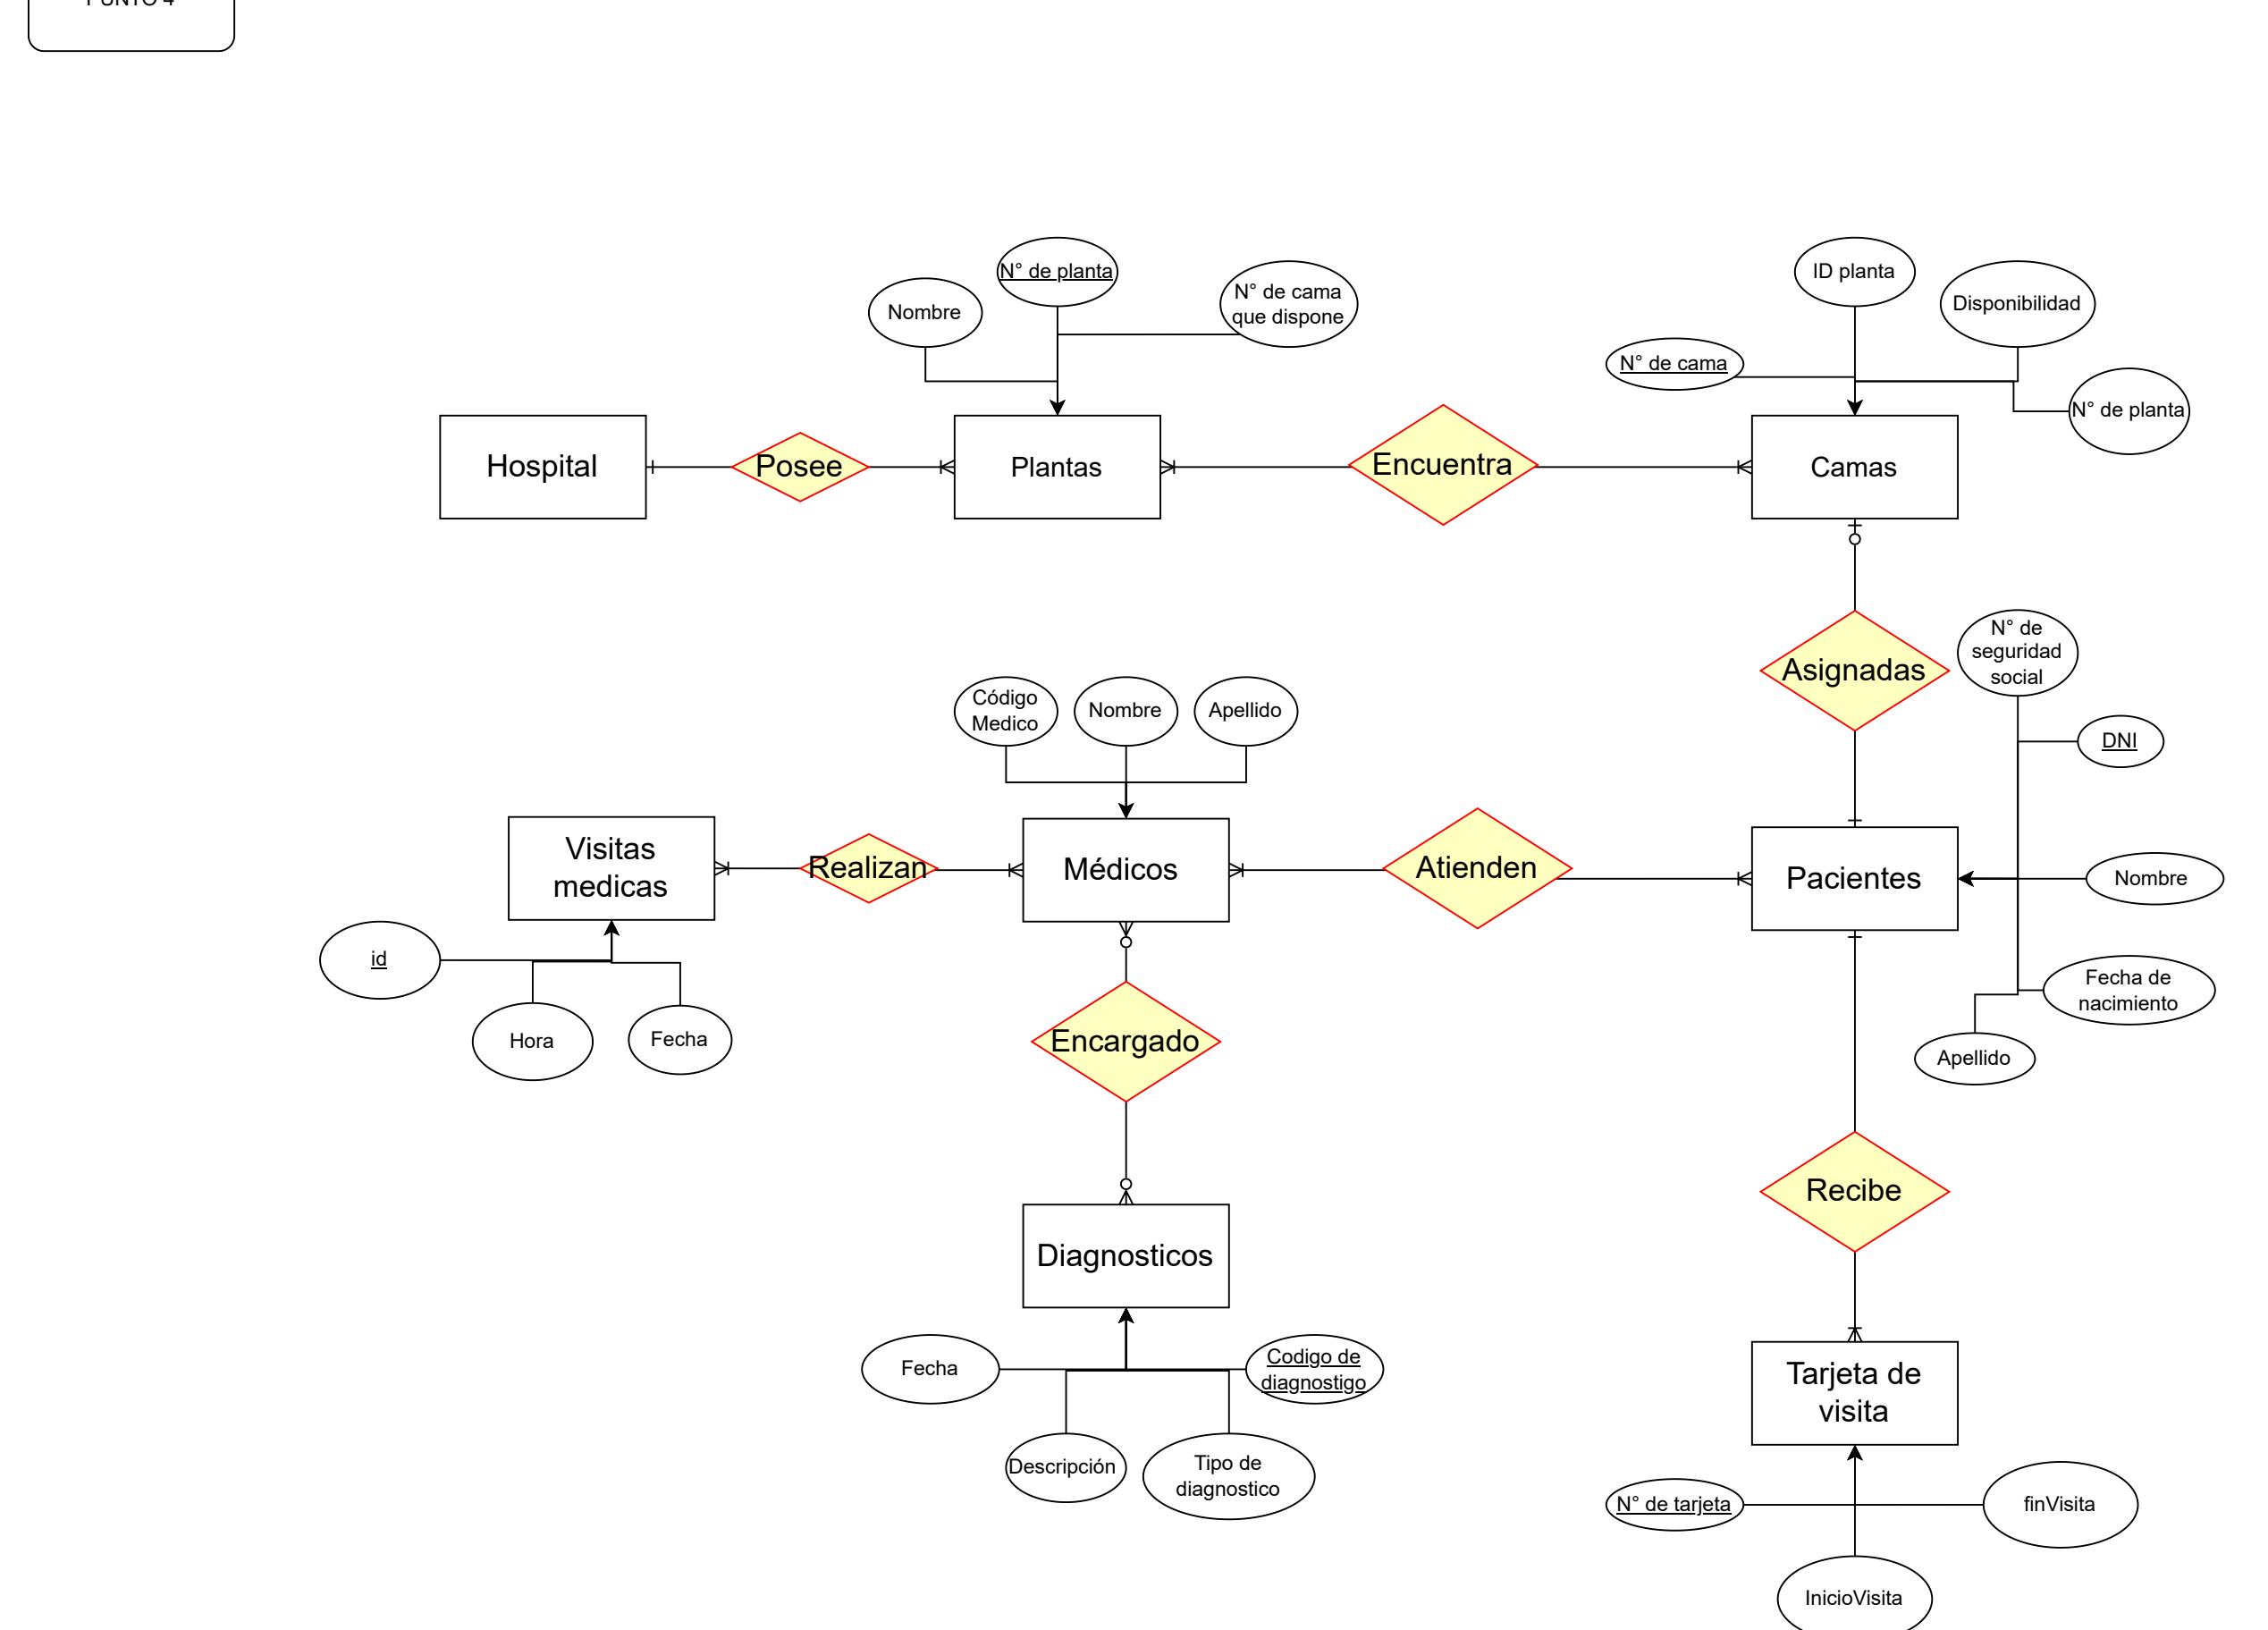 PUNTO 4
N° de planta
ID planta
Nombre
N° de cama
que dispone
Disponibilidad
N° de cama
N° de planta
Hospital
Posee
Plantas
Encuentra
Camas
Asignadas
N° de
seguridad
social
Código
Medico
Nombre
Apellido
DNI
Visitas
medicas
Realizan
Médicos
Atienden
Pacientes
Nombre
id
Hora
Fecha
Encargado
Fecha de
nacimiento
Apellido
Recibe
Diagnosticos
Fecha
Codigo de
diagnostigo
Descripción
Tipo de
diagnostico
Tarjeta de
visita
N° de tarjeta
finVisita
InicioVisita